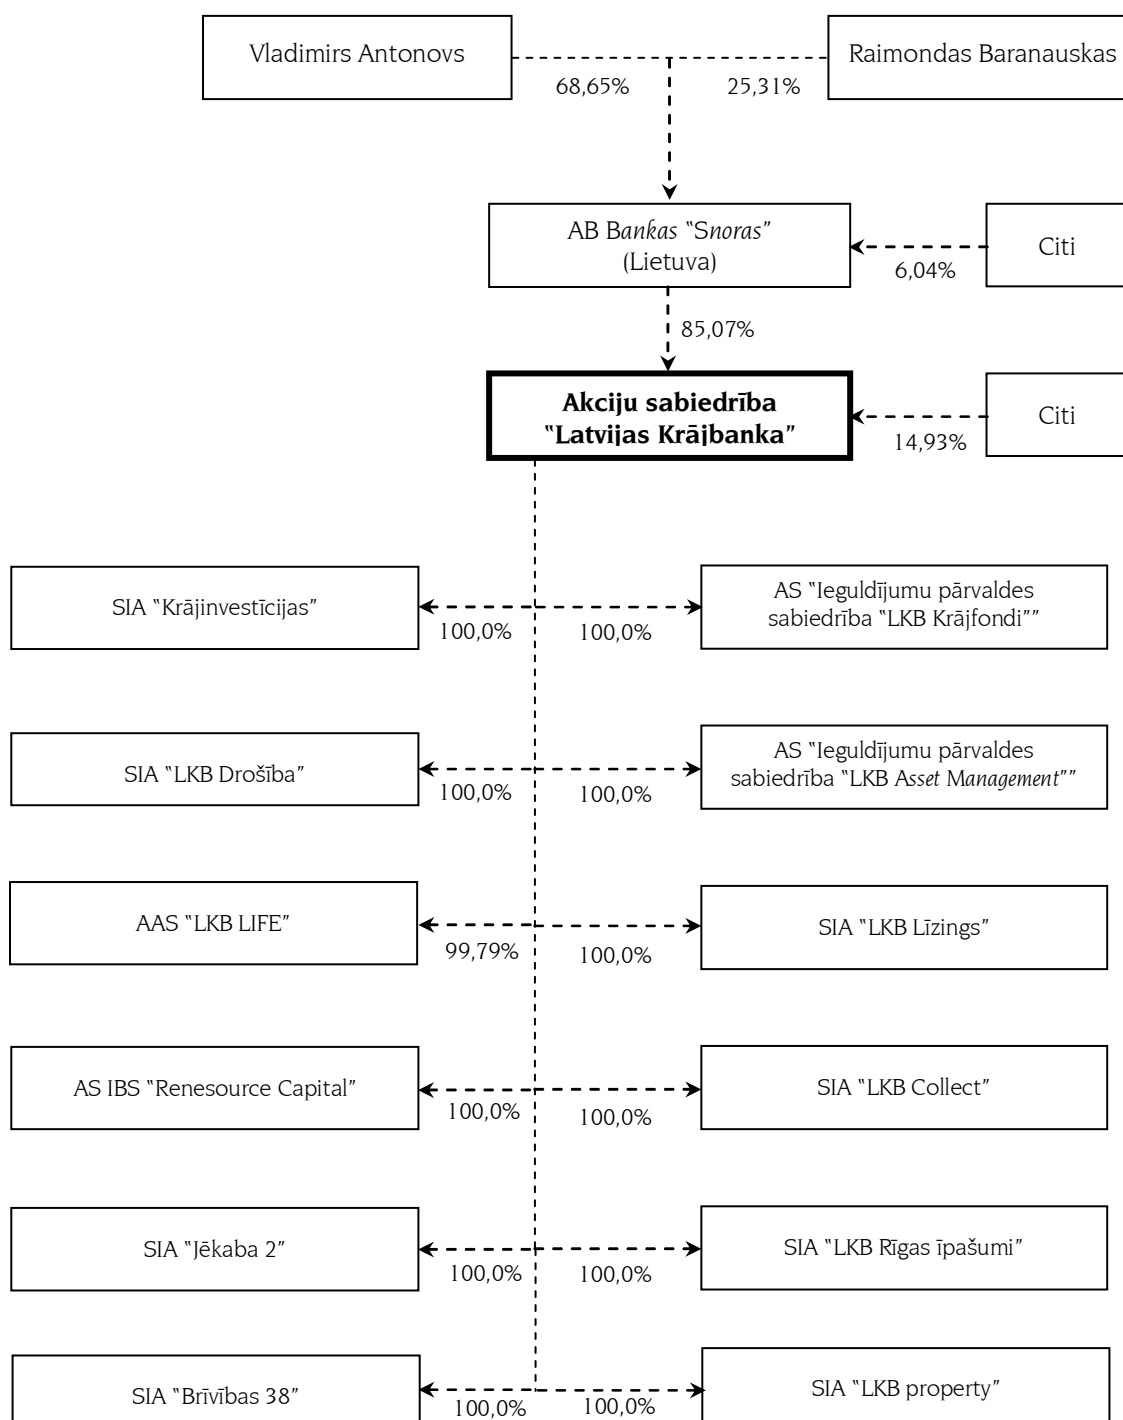 Vladimirs Antonovs
Raimondas Baranauskas
68,65%
25,31%
AB Bankas “Snoras”
(Lietuva)
Citi
6,04%
85,07%
Akciju sabiedrība
“Latvijas Krājbanka”
Citi
14,93%
SIA “Krājinvestīcijas”
AS “Ieguldījumu pārvaldes
sabiedrība “LKB Krājfondi””
100,0%
100,0%
SIA “LKB Drošība”
AS “Ieguldījumu pārvaldes
sabiedrība “LKB Asset Management””
100,0%
100,0%
AAS “LKB LIFE”
SIA “LKB Līzings”
99,79%
100,0%
AS IBS “Renesource Capital”
SIA “LKB Collect”
100,0%
100,0%
SIA “Jēkaba 2”
SIA “LKB Rīgas īpašumi”
100,0%
100,0%
SIA “Brīvības 38”
SIA “LKB property”
100,0%
100,0%